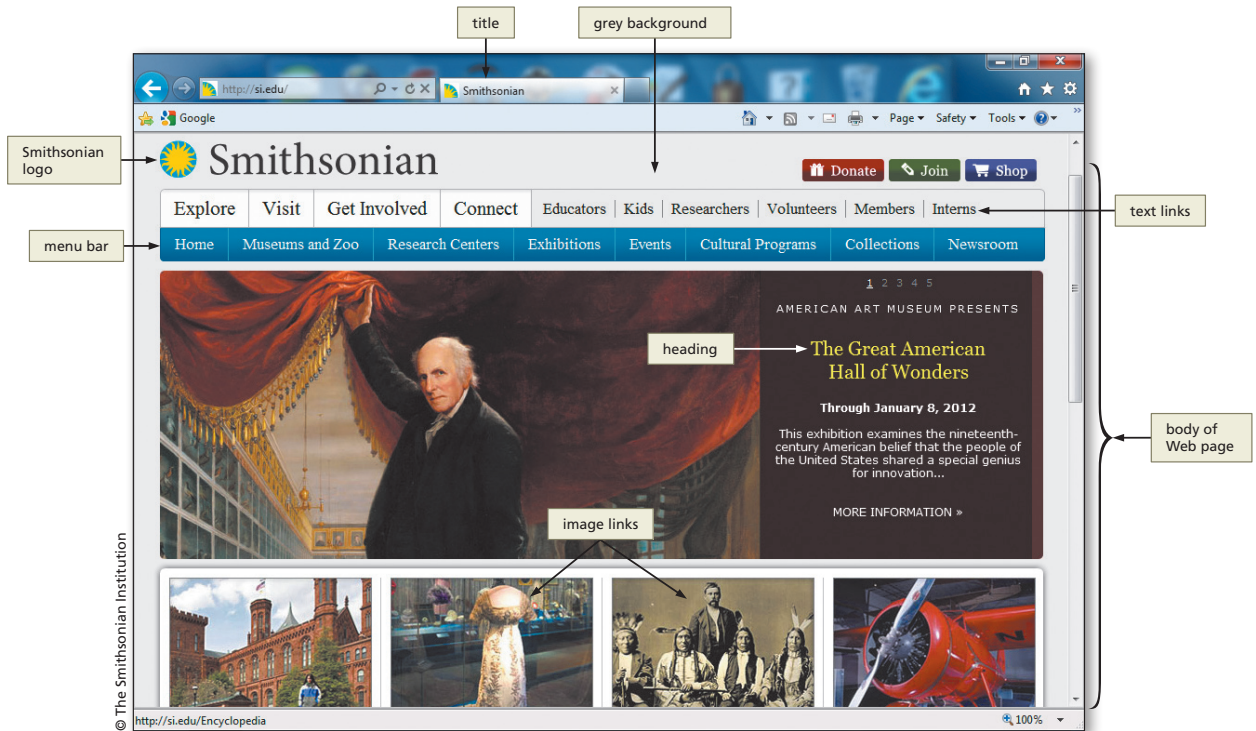 title
grey background
http://si.edu/
Smithsonian
Google
Page
Safety
Tools
Smithsonian
logo
Smithsonian
Donate
Join
Shop
Explore
Visit
Get Involved
Connect
Educators
Kids
Researchers
Volunteers
Members
Interns
text links
menu bar
Home
Museums and Zoo
Research Centers
Exhibitions
Events
Cultural Programs
Collections
Newsroom
1 2 3 4 5
AMERICAN ART MUSEUM PRESENTS
heading
The Great American
Hall of Wonders
Through January 8, 2012
This exhibition examines the nineteenth-
century American belief that the people of
the United States shared a special genius
for innovation...
MORE INFORMATION »
body of
Web page
image links
© The Smithsonian Institution
http://si.edu/Encyclopedia
100%